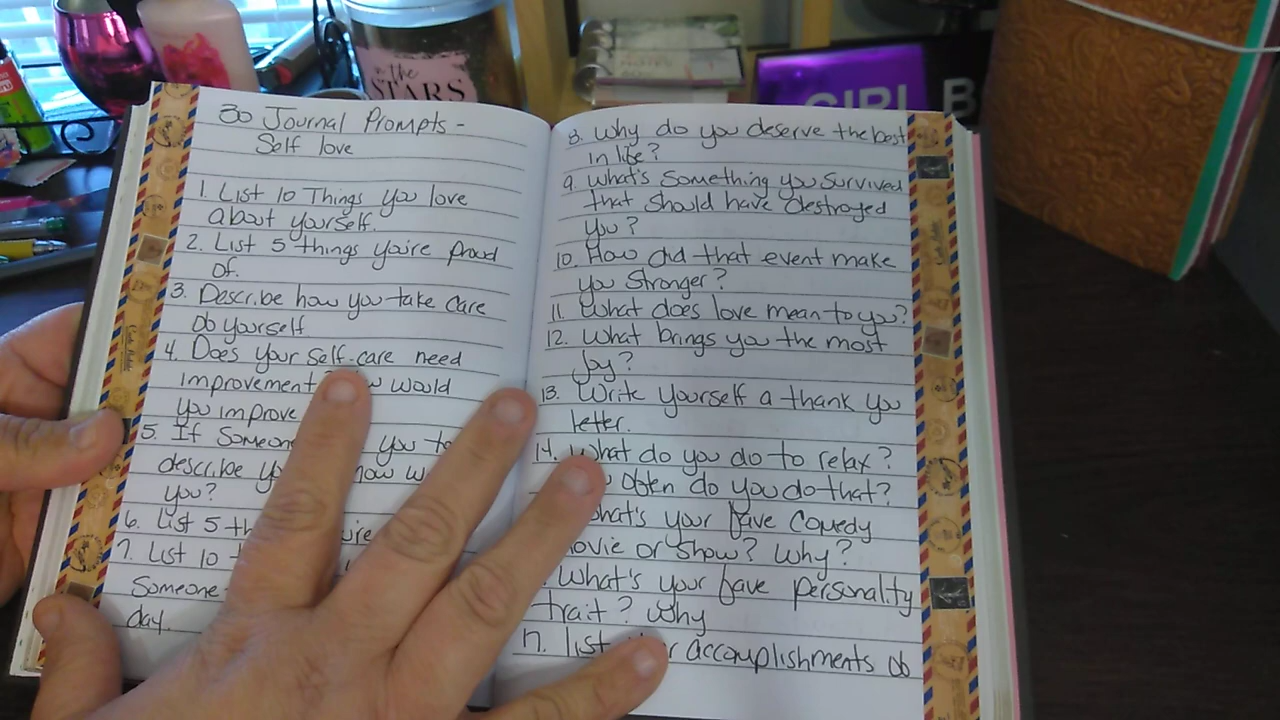 in the
STARS
GIRL B
30 Journal Prompts -
Self love
1. List 10 Things you love
about yourself.
2. List 5 things you're proud
of.
3. Describe how you take care
of yourself
4. Does your self-care need
improvement? would
you improve
5. If Someone you to
describe
you?
6. List 5
7. List 10
Someone
day.
8. Why do you deserve the best
in life?
9. What's Something you Survived
that should have destroyed
you?
10. How did that event make
you Stronger?
11. What does love mean to you?
12. What brings you the most
joy?
13. Write yourself a thank you
letter.
14. What do you do to relax?
Often do you do that?
What's your fave Comedy
movie or show? Why?
What's your fave personality
trait? Why
17. list accomplishments of